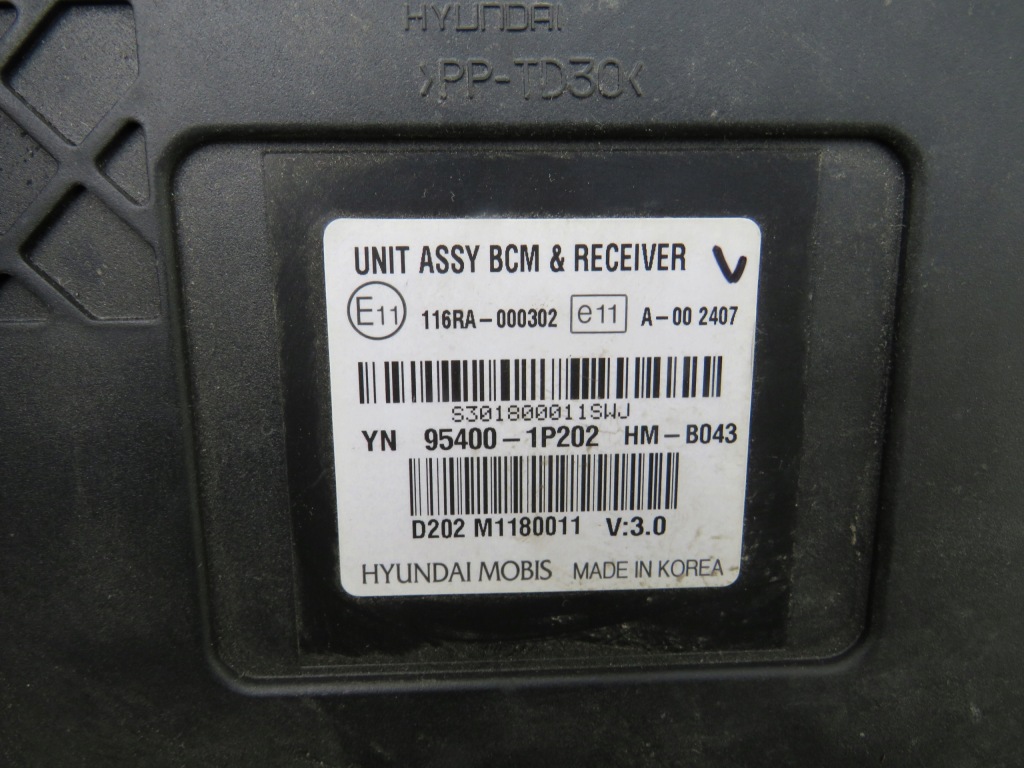 HYUNDAI
>PP-TD30<
UNIT ASSY BCM & RECEIVER V
E11 116RA-000302 e11 A-00 2407
S301800011SWJ
YN 95400-1P202 HM-B043
D202 M1180011 V:3.0
HYUNDAI MOBIS MADE IN KOREA